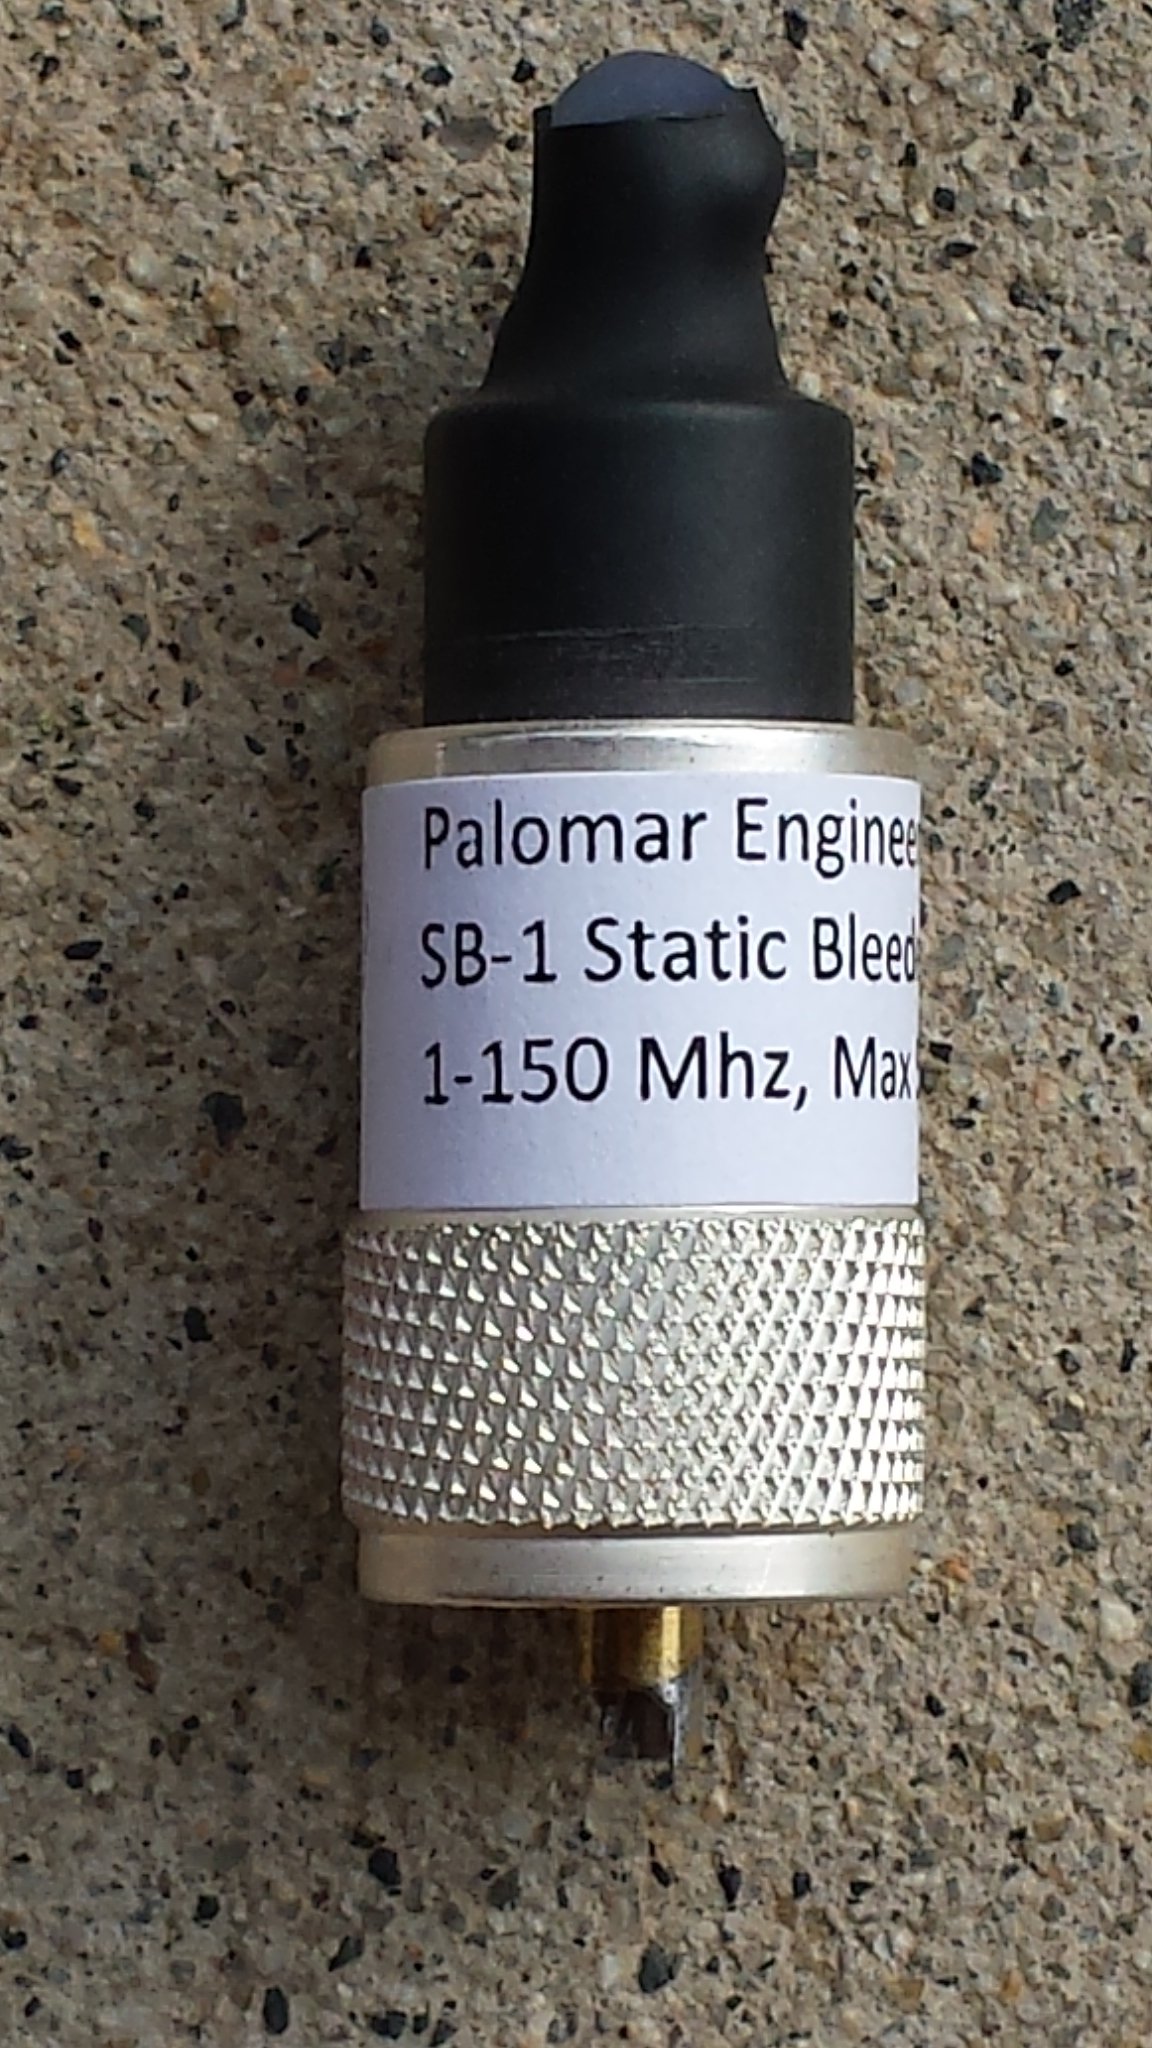 Palomar Enginee
SB-1 Static Bleed
1-150 Mhz, Max